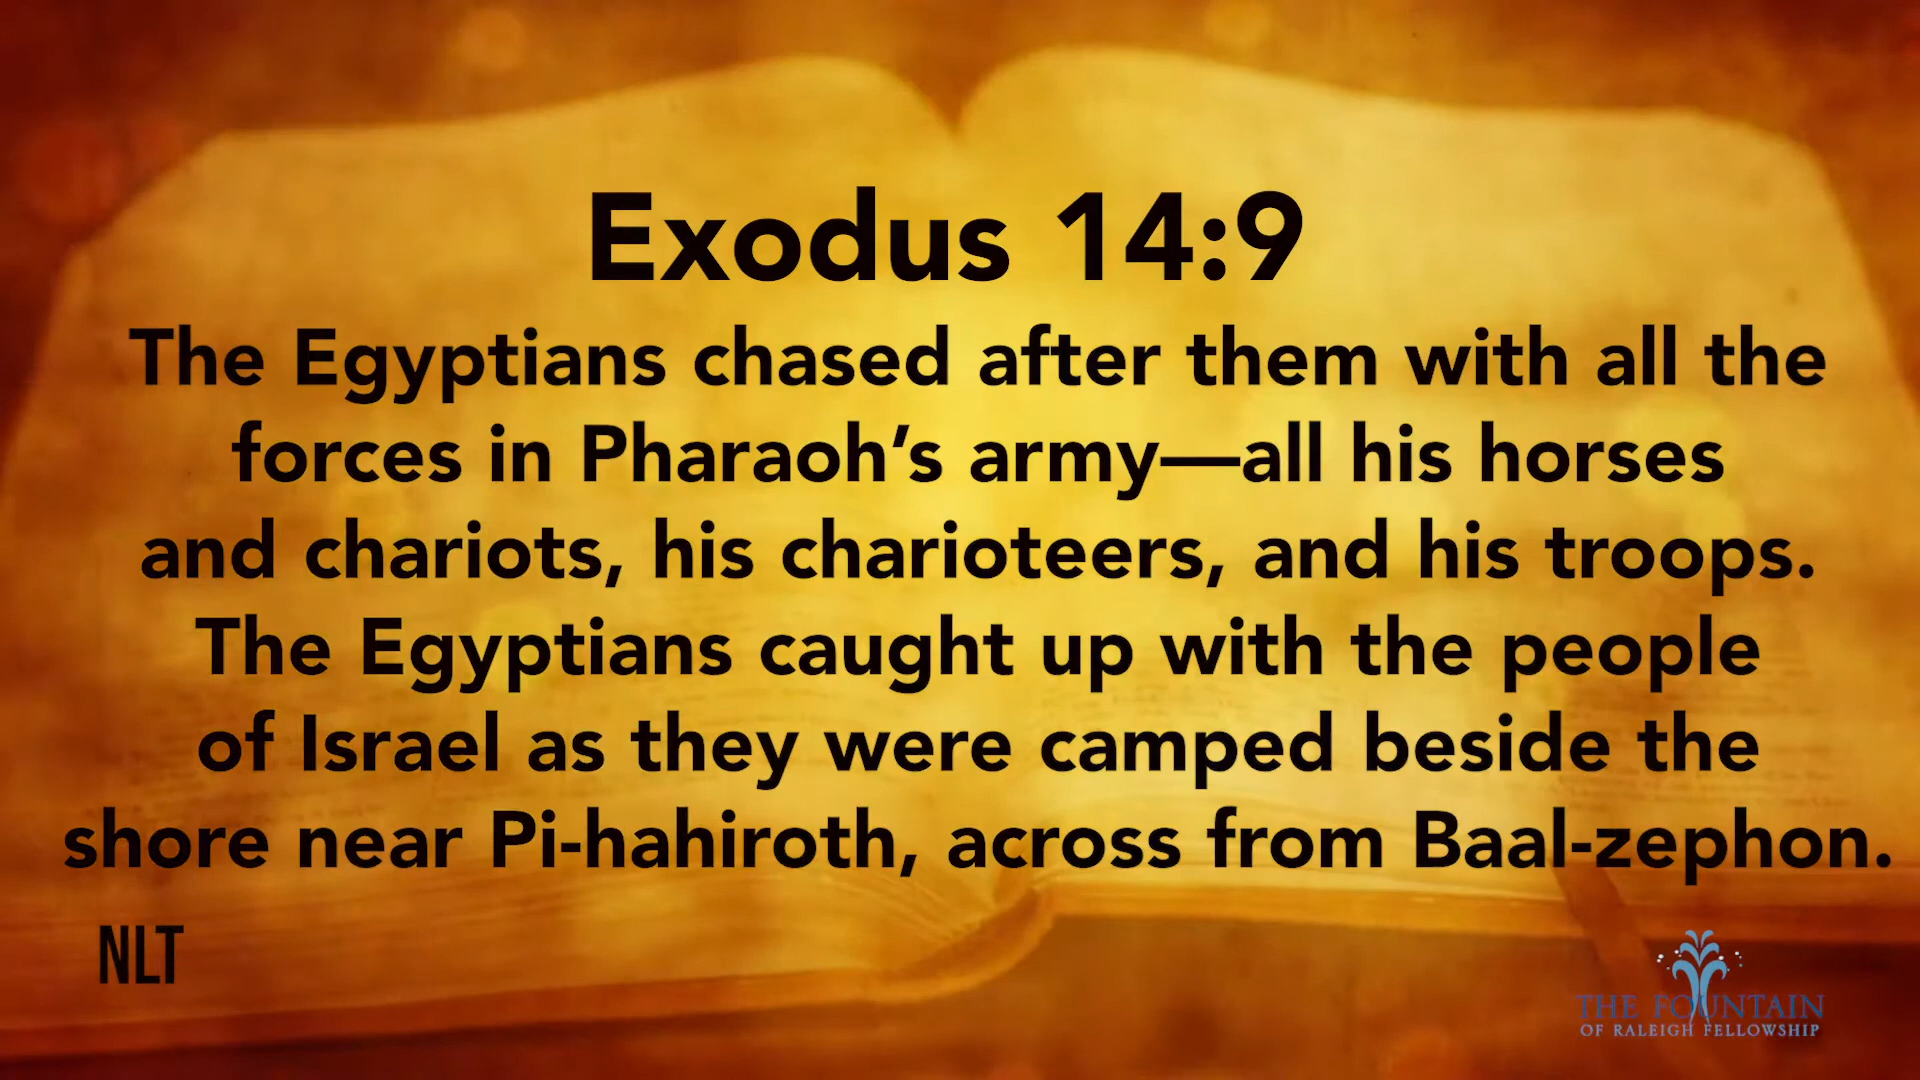 Exodus 14:9
The Egyptians chased after them with all the
forces in Pharaoh’s army—all his horses
and chariots, his charioteers, and his troops.
The Egyptians caught up with the people
of Israel as they were camped beside the
shore near Pi-hahiroth, across from Baal-zephon.
NLT
THE FOUNTAIN
OF RALEIGH FELLOWSHIP